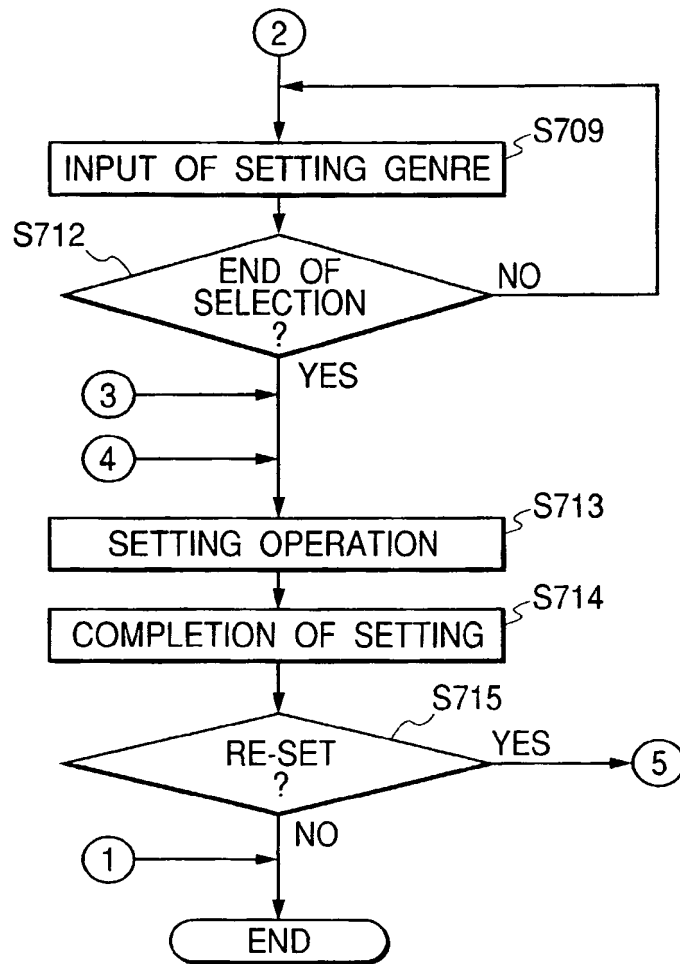 2
S709
INPUT OF SETTING GENRE
S712
END OF
SELECTION
?
NO
YES
3
4
S713
SETTING OPERATION
S714
COMPLETION OF SETTING
S715
RE-SET
?
YES
5
NO
1
END